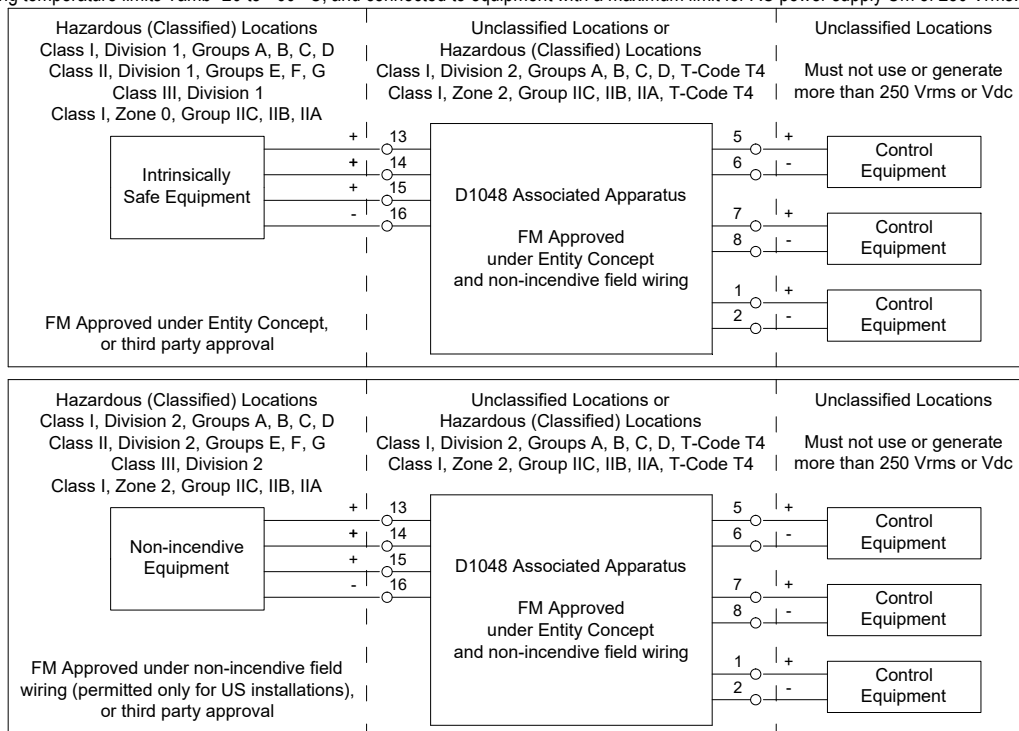 Hazardous (Classified) Locations
Class I, Division 1, Groups A, B, C, D
Class II, Division 1, Groups E, F, G
Class III, Division 1
Class I, Zone 0, Group IIC, IIB, IIA
Unclassified Locations or
Hazardous (Classified) Locations
Class I, Division 2, Groups A, B, C, D, T-Code T4
Class I, Zone 2, Group IIC, IIB, IIA, T-Code T4
Unclassified Locations
Must not use or generate
more than 250 Vrms or Vdc
Intrinsically
Safe Equipment
+ 13
+ 14
+ 15
- 16
D1048 Associated Apparatus
FM Approved
under Entity Concept
and non-incendive field wiring
5 +
6 -
Control
Equipment
7 +
8 -
Control
Equipment
1 +
2 -
Control
Equipment
FM Approved under Entity Concept,
or third party approval
Hazardous (Classified) Locations
Class I, Division 2, Groups A, B, C, D
Class II, Division 2, Groups E, F, G
Class III, Division 2
Class I, Zone 2, Group IIC, IIB, IIA
Unclassified Locations or
Hazardous (Classified) Locations
Class I, Division 2, Groups A, B, C, D, T-Code T4
Class I, Zone 2, Group IIC, IIB, IIA, T-Code T4
Unclassified Locations
Must not use or generate
more than 250 Vrms or Vdc
Non-incendive
Equipment
+ 13
+ 14
+ 15
- 16
D1048 Associated Apparatus
FM Approved
under Entity Concept
and non-incendive field wiring
5 +
6 -
Control
Equipment
7 +
8 -
Control
Equipment
1 +
2 -
Control
Equipment
FM Approved under non-incendive field
wiring (permitted only for US installations),
or third party approval